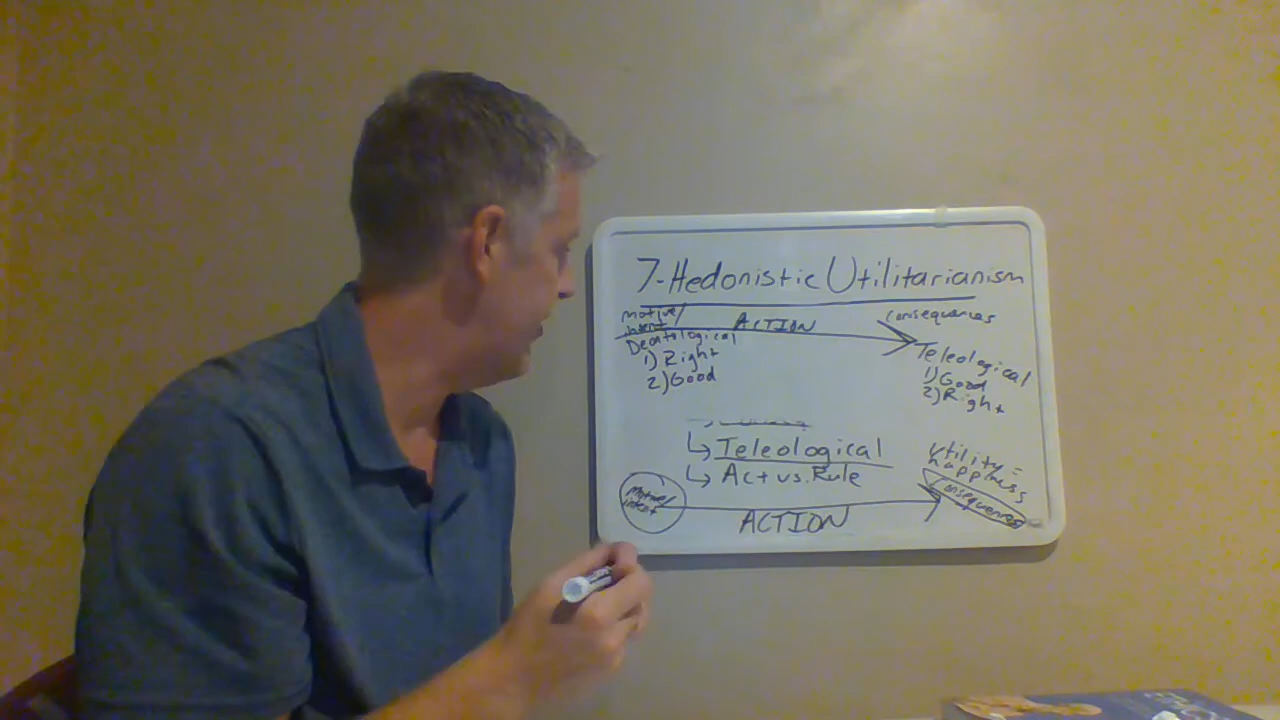 7-Hedonistic Utilitarianism
Motive/
Intent
ACTION
Consequences
Deontological
1) Right
2) Good
Teleological
1) Good
2) Right
↳ Teleological
↳ Act vs. Rule
Utility =
happiness
Motive/
intent
ACTION
Consequences